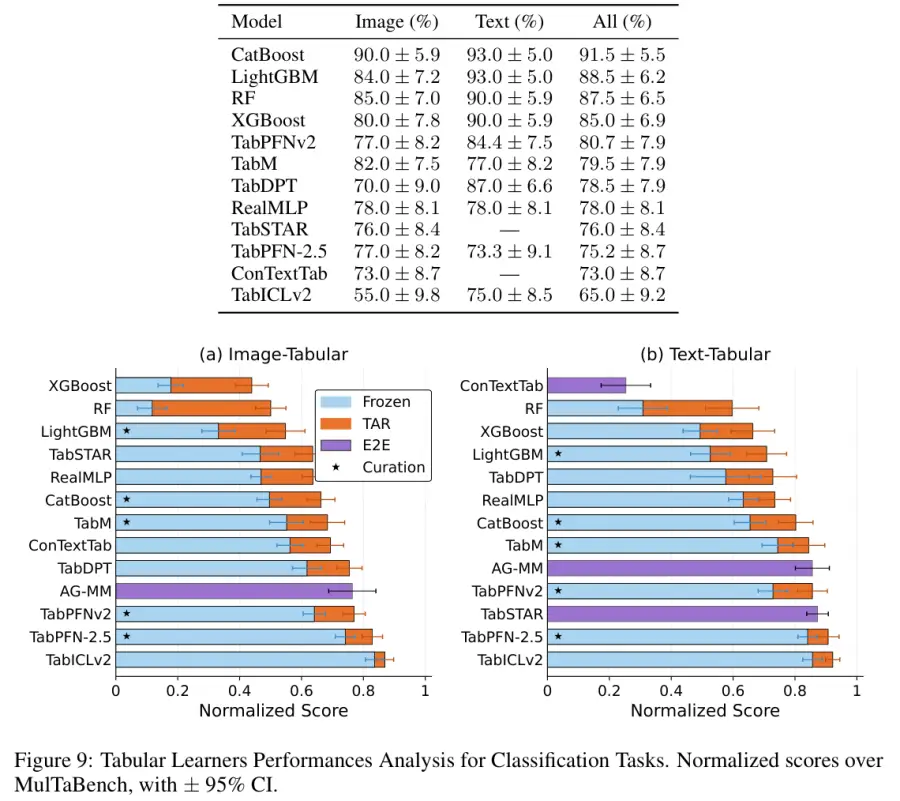 Model Image (%) Text (%) All (%)
CatBoost 90.0 ± 5.9 93.0 ± 5.0 91.5 ± 5.5
LightGBM 84.0 ± 7.2 93.0 ± 5.0 88.5 ± 6.2
RF 85.0 ± 7.0 90.0 ± 5.9 87.5 ± 6.5
XGBoost 80.0 ± 7.8 90.0 ± 5.9 85.0 ± 6.9
TabPFNv2 77.0 ± 8.2 84.4 ± 7.5 80.7 ± 7.9
TabM 82.0 ± 7.5 77.0 ± 8.2 79.5 ± 7.9
TabDPT 70.0 ± 9.0 87.0 ± 6.6 78.5 ± 7.9
RealMLP 78.0 ± 8.1 78.0 ± 8.1 78.0 ± 8.1
TabSTAR 76.0 ± 8.4 — 76.0 ± 8.4
TabPFN-2.5 77.0 ± 8.2 73.3 ± 9.1 75.2 ± 8.7
ConTextTab 73.0 ± 8.7 — 73.0 ± 8.7
TabICLv2 55.0 ± 9.8 75.0 ± 8.5 65.0 ± 9.2
(a) Image-Tabular
XGBoost
RF
LightGBM
TabSTAR
RealMLP
CatBoost
TabM
ConTextTab
TabDPT
AG-MM
TabPFNv2
TabPFN-2.5
TabICLv2
0 0.2 0.4 0.6 0.8 1
Normalized Score
Frozen
TAR
E2E
★ Curation
(b) Text-Tabular
ConTextTab
RF
XGBoost
LightGBM
TabDPT
RealMLP
CatBoost
TabM
AG-MM
TabPFNv2
TabSTAR
TabPFN-2.5
TabICLv2
0 0.2 0.4 0.6 0.8 1
Normalized Score
Figure 9: Tabular Learners Performances Analysis for Classification Tasks. Normalized scores over
MulTaBench, with ± 95% CI.